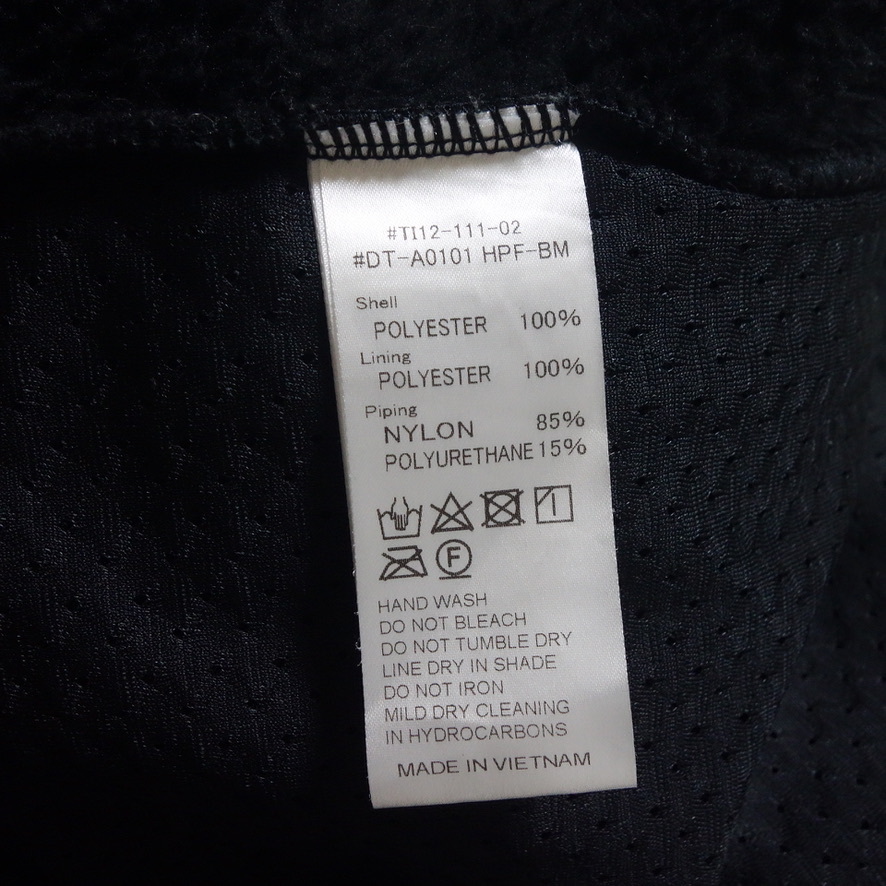 #TI12-111-02
#DT-A0101 HPF-BM
Shell
POLYESTER 100%
Lining
POLYESTER 100%
Piping
NYLON 85%
POLYURETHANE 15%
F
HAND WASH
DO NOT BLEACH
DO NOT TUMBLE DRY
LINE DRY IN SHADE
DO NOT IRON
MILD DRY CLEANING
IN HYDROCARBONS
MADE IN VIETNAM